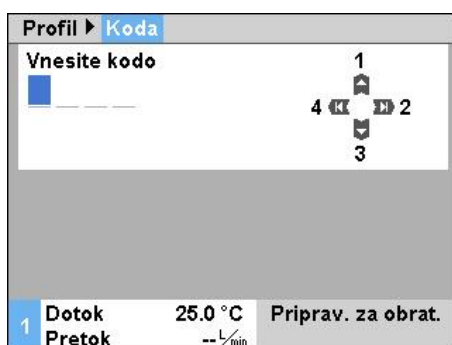 Profil ▶ Koda
Vnesite kodo
1
4 2
3
1 Dotok 25.0 °C Priprav. za obrat.
Pretok -- L/min